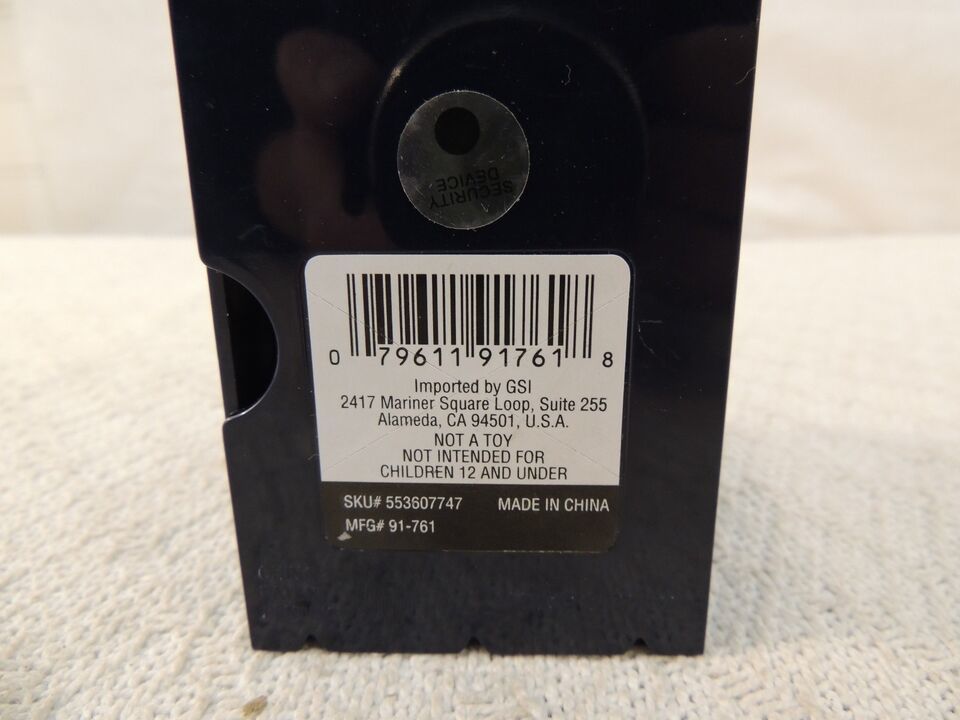 SECURITY
DEVICE
0 79611 91761 8
Imported by GSI
2417 Mariner Square Loop, Suite 255
Alameda, CA 94501, U.S.A.
NOT A TOY
NOT INTENDED FOR
CHILDREN 12 AND UNDER
SKU# 553607747 MADE IN CHINA
MFG# 91-761